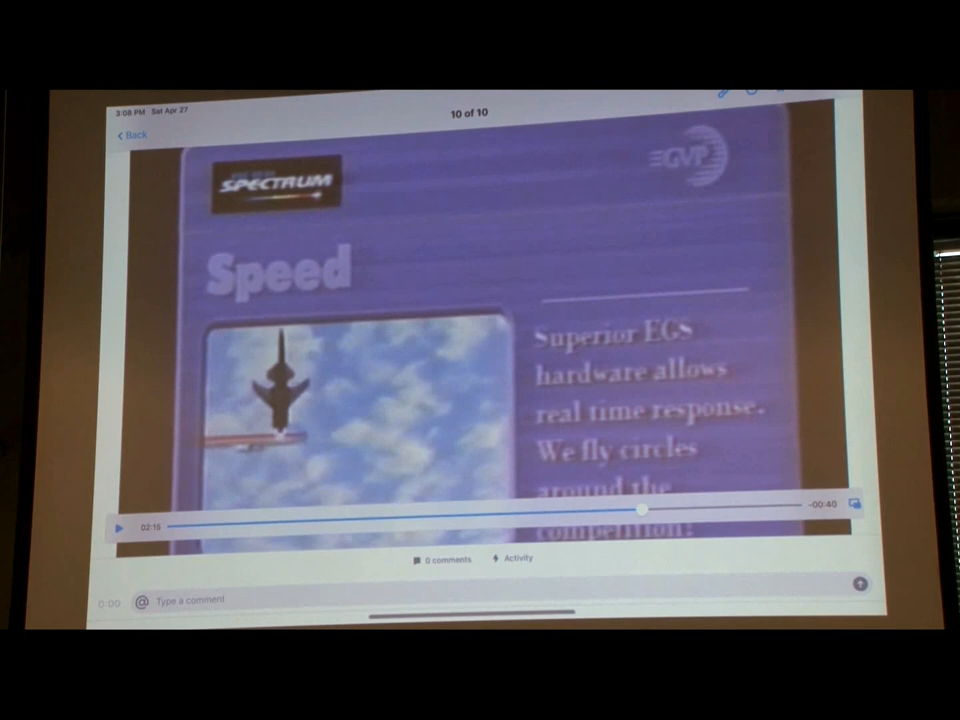 3:08 PM Sat Apr 27
10 of 10
Back
SPECTRUM
GVP
Speed
Superior EGS
hardware allows
real time response.
We fly circles
around the
competition!
02:15
-00:40
0 comments
Activity
0:00
@ Type a comment